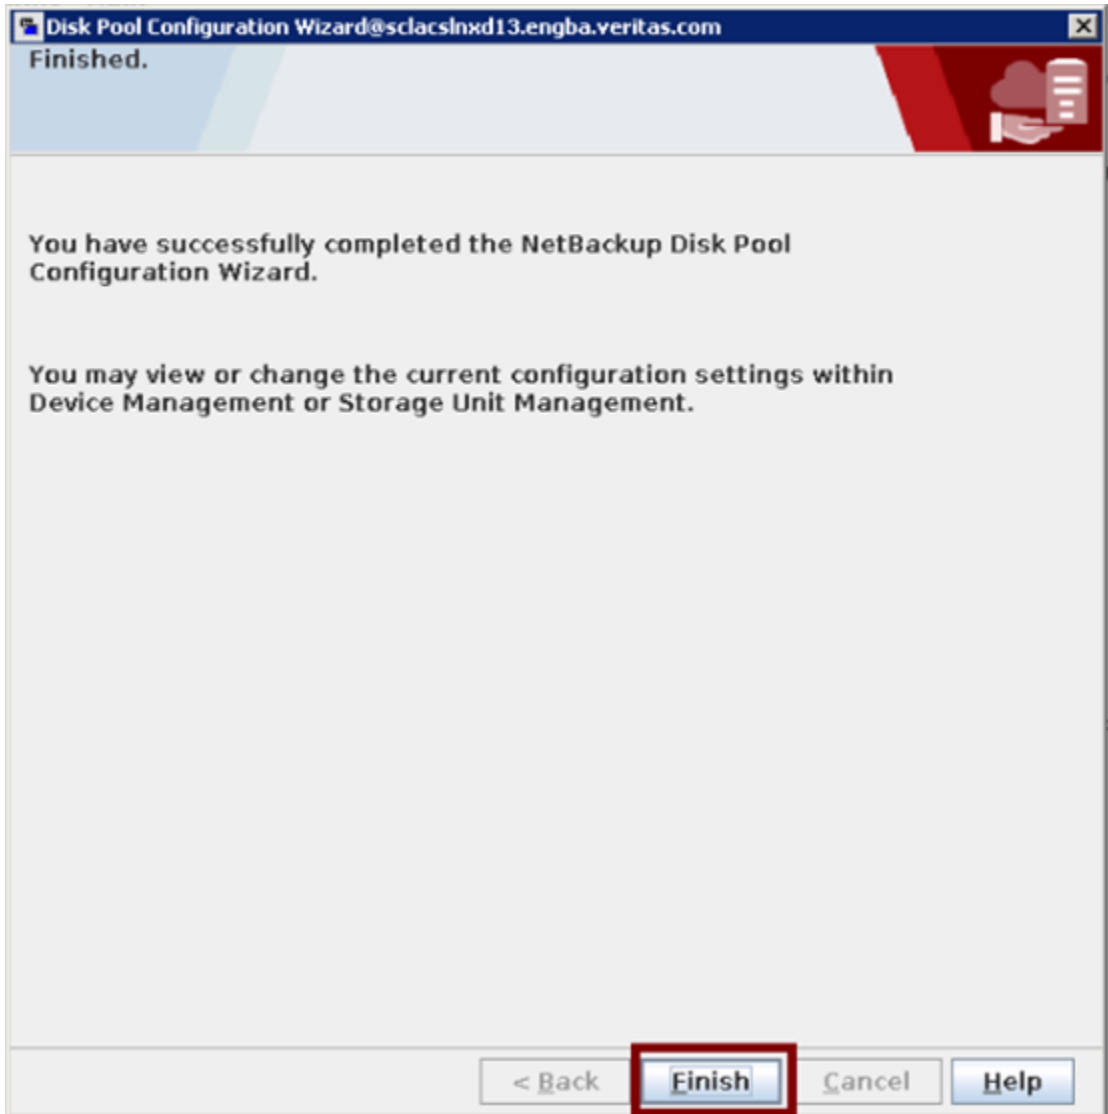 Disk Pool Configuration Wizard@sclacslnxd13.engba.veritas.com
Finished.
You have successfully completed the NetBackup Disk Pool
Configuration Wizard.
You may view or change the current configuration settings within
Device Management or Storage Unit Management.
< Back Finish Cancel Help